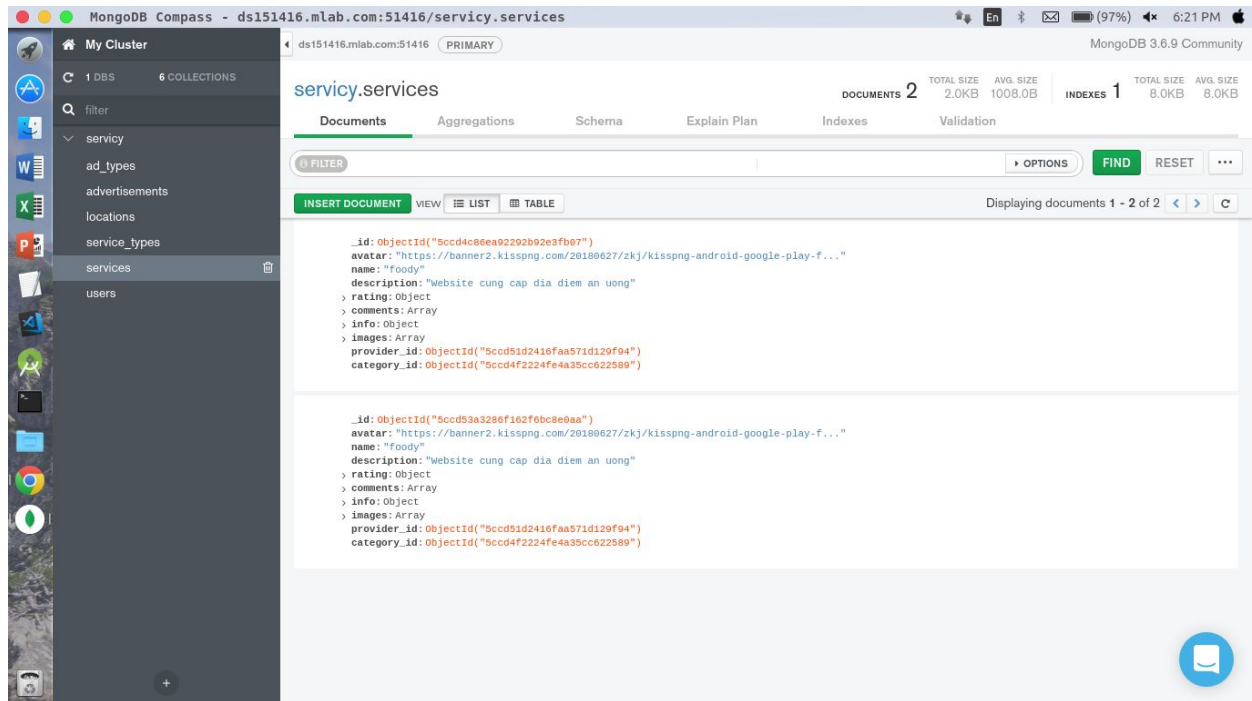 MongoDB Compass - ds151416.mlab.com:51416/servicy.services
En (97%) 6:21 PM
My Cluster
ds151416.mlab.com:51416 PRIMARY MongoDB 3.6.9 Community
1 DBS 6 COLLECTIONS
filter
servicy
ad_types
advertisements
locations
service_types
services
users
servicy.services
DOCUMENTS 2 TOTAL SIZE 2.0KB AVG. SIZE 1008.0B INDEXES 1 TOTAL SIZE 8.0KB AVG. SIZE 8.0KB
Documents Aggregations Schema Explain Plan Indexes Validation
FILTER OPTIONS FIND RESET ...
INSERT DOCUMENT VIEW LIST TABLE Displaying documents 1 - 2 of 2
_id: ObjectId("5ccd4c86ea92292b92e3fb07")
avatar: "https://banner2.kisspng.com/20180627/zkj/kisspng-android-google-play-f..."
name: "foody"
description: "Website cung cap dia diem an uong"
rating: Object
comments: Array
info: Object
images: Array
provider_id: ObjectId("5ccd51d2416faa571d129f94")
category_id: ObjectId("5ccd4f2224fe4a35cc622589")
_id: ObjectId("5ccd53a3286f162f6bc8e0aa")
avatar: "https://banner2.kisspng.com/20180627/zkj/kisspng-android-google-play-f..."
name: "foody"
description: "Website cung cap dia diem an uong"
rating: Object
comments: Array
info: Object
images: Array
provider_id: ObjectId("5ccd51d2416faa571d129f94")
category_id: ObjectId("5ccd4f2224fe4a35cc622589")